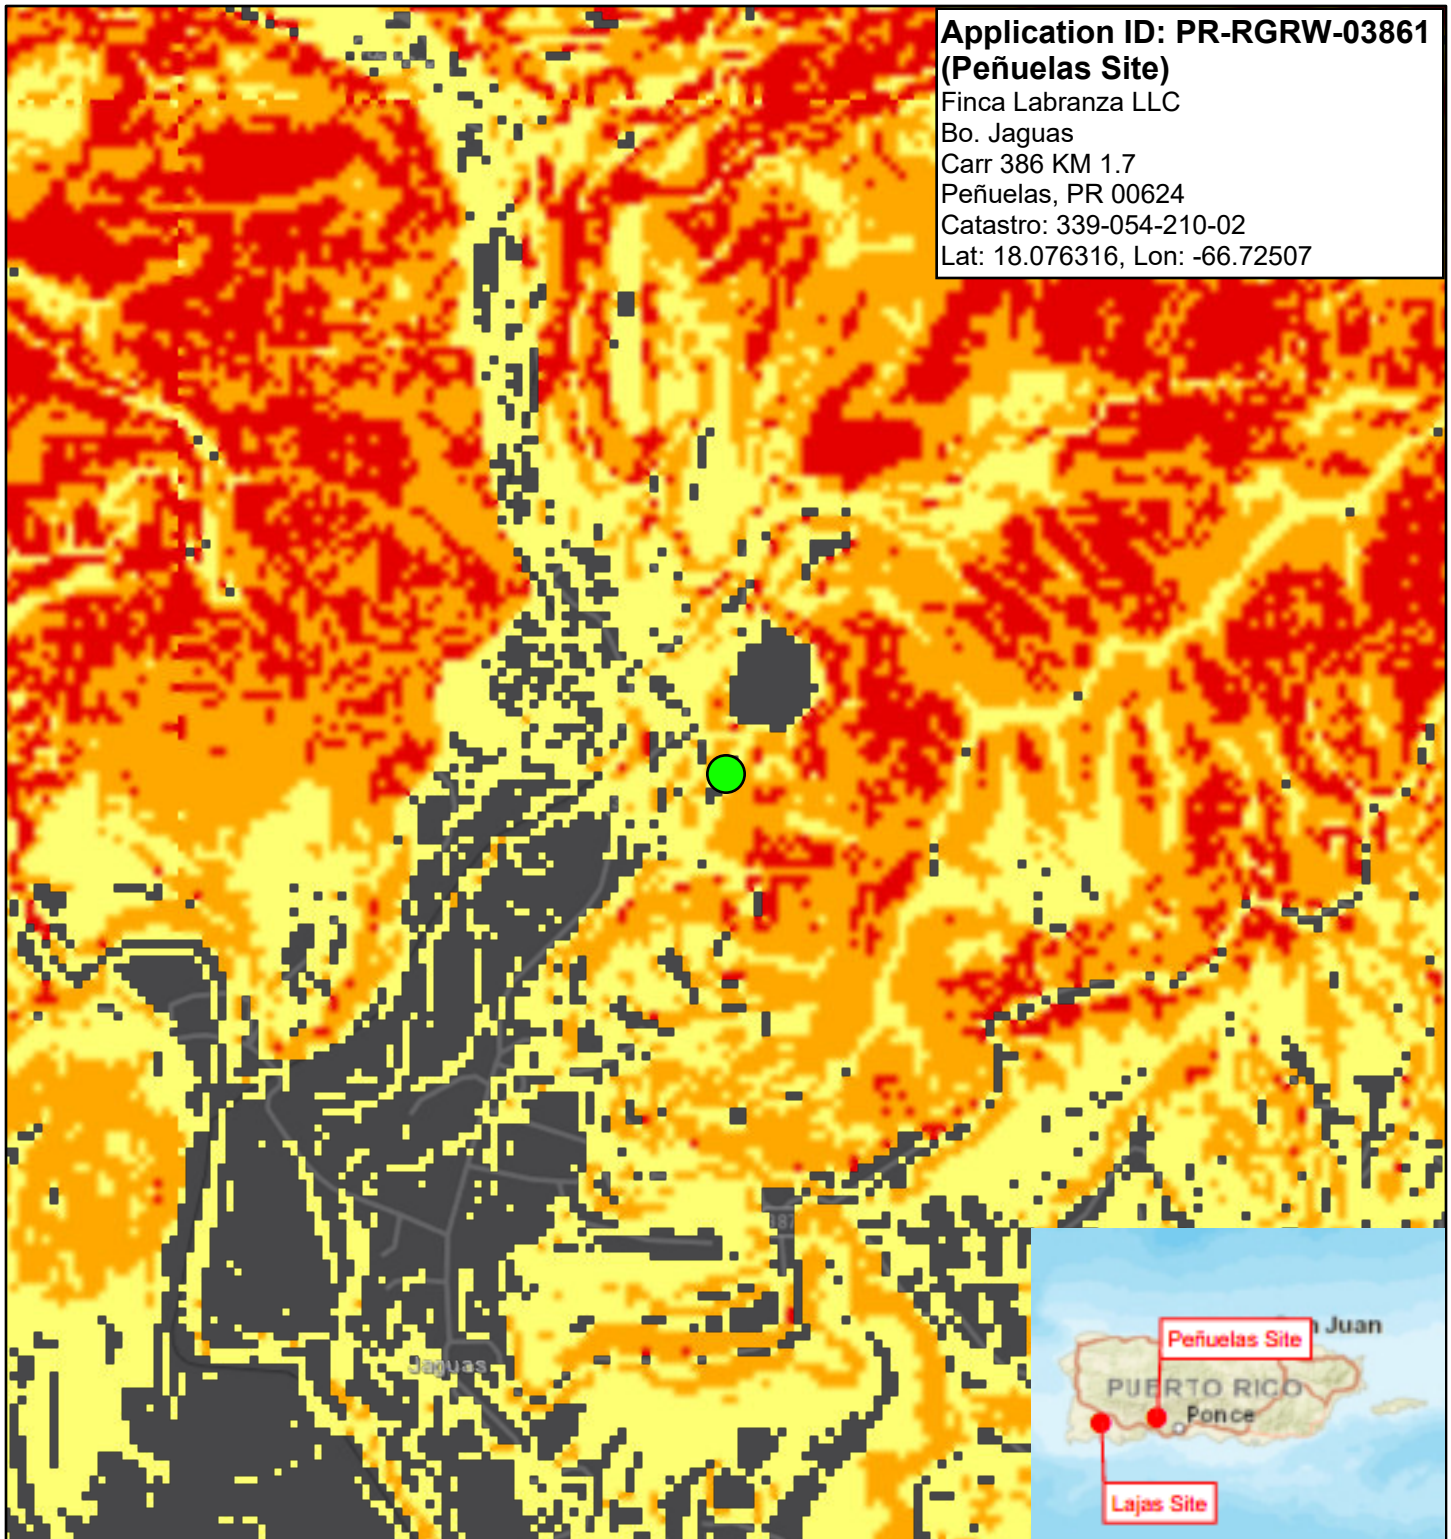 Application ID: PR-RGRW-03861
(Peñuelas Site)
Finca Labranza LLC
Bo. Jaguas
Carr 386 KM 1.7
Peñuelas, PR 00624
Catastro: 339-054-210-02
Lat: 18.076316, Lon: -66.72507
Jaguas
n Juan
Peñuelas Site
PUERTO RICO
Ponce
Lajas Site